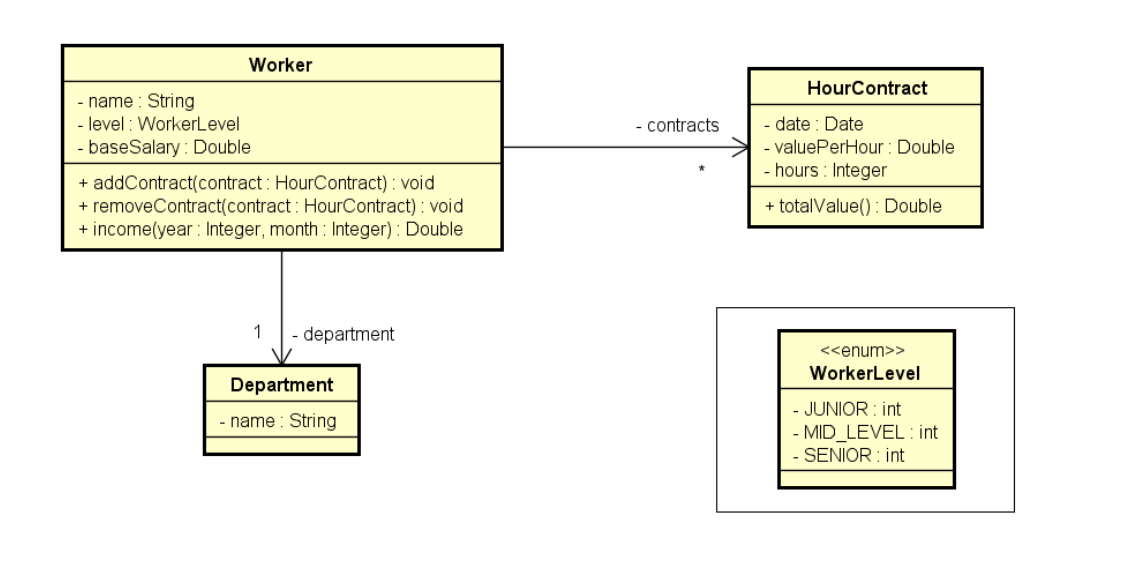 Worker
- name : String
- level : WorkerLevel
- baseSalary : Double
+ addContract(contract : HourContract) : void
+ removeContract(contract : HourContract) : void
+ income(year : Integer, month : Integer) : Double
- contracts
*
HourContract
- date : Date
- valuePerHour : Double
- hours : Integer
+ totalValue() : Double
1
- department
Department
- name : String
<<enum>>
WorkerLevel
- JUNIOR : int
- MID_LEVEL : int
- SENIOR : int